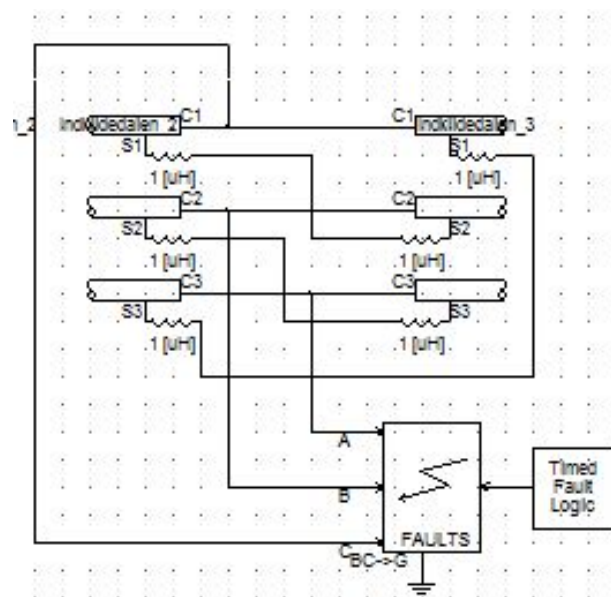 C1 C1
n_2 Indkildedalen_2 Indkildedalen_3
S1 S1
.1 [uH] .1 [uH]
C2 C2
S2 S2
.1 [uH] .1 [uH]
C3 C3
S3 S3
.1 [uH] .1 [uH]
A
B
C
BC->G
FAULTS
Timed
Fault
Logic